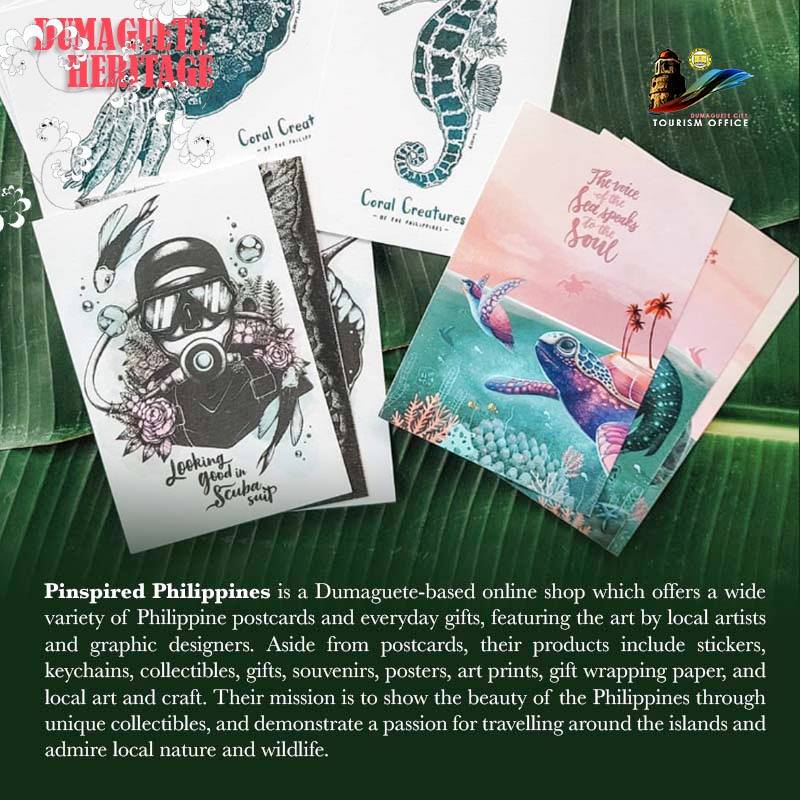 DUMAGUETE
HERITAGE
DUMAGUETE CITY
TOURISM OFFICE
Coral Creat
OF THE PHILIPP
Coral Creatures
OF THE PHILIPPINES
The voice
of the
Sea speaks
to the
Soul
Looking
good in
Scuba
suit
Pinspired Philippines is a Dumaguete-based online shop which offers a wide
variety of Philippine postcards and everyday gifts, featuring the art by local artists
and graphic designers. Aside from postcards, their products include stickers,
keychains, collectibles, gifts, souvenirs, posters, art prints, gift wrapping paper, and
local art and craft. Their mission is to show the beauty of the Philippines through
unique collectibles, and demonstrate a passion for travelling around the islands and
admire local nature and wildlife.